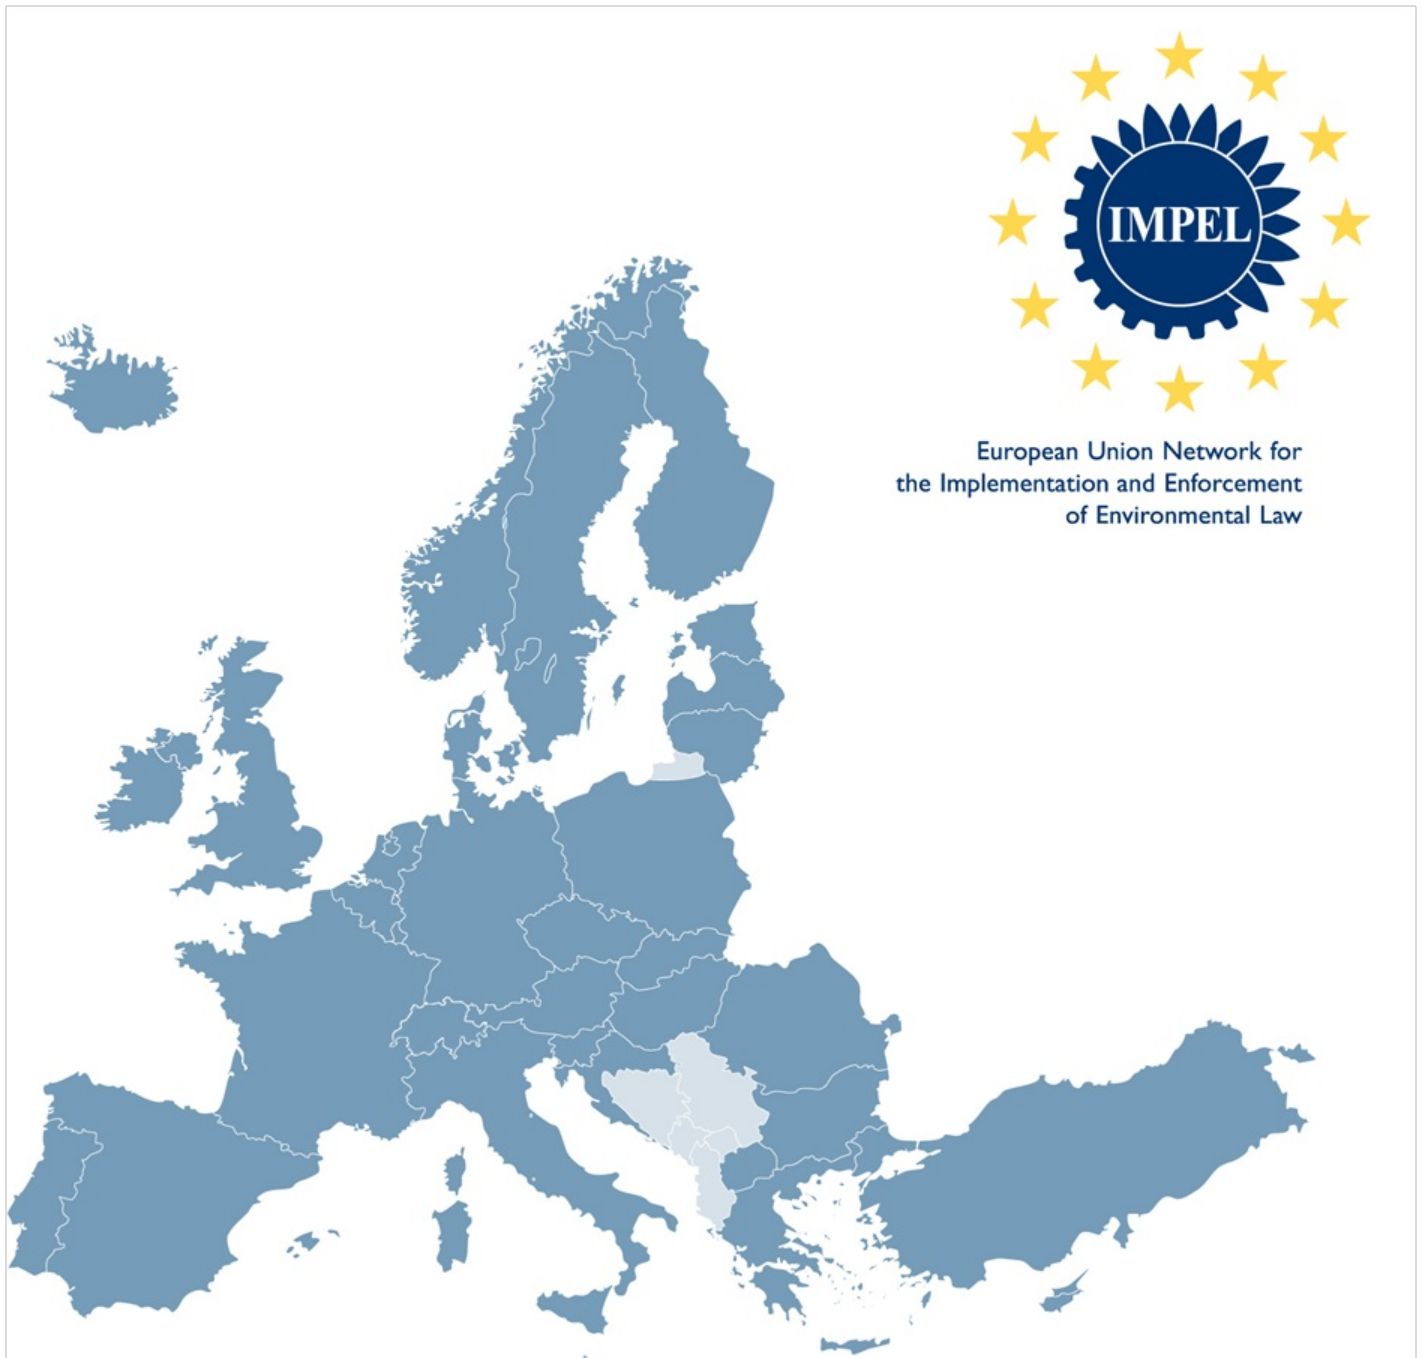 IMPEL
European Union Network for
the Implementation and Enforcement
of Environmental Law